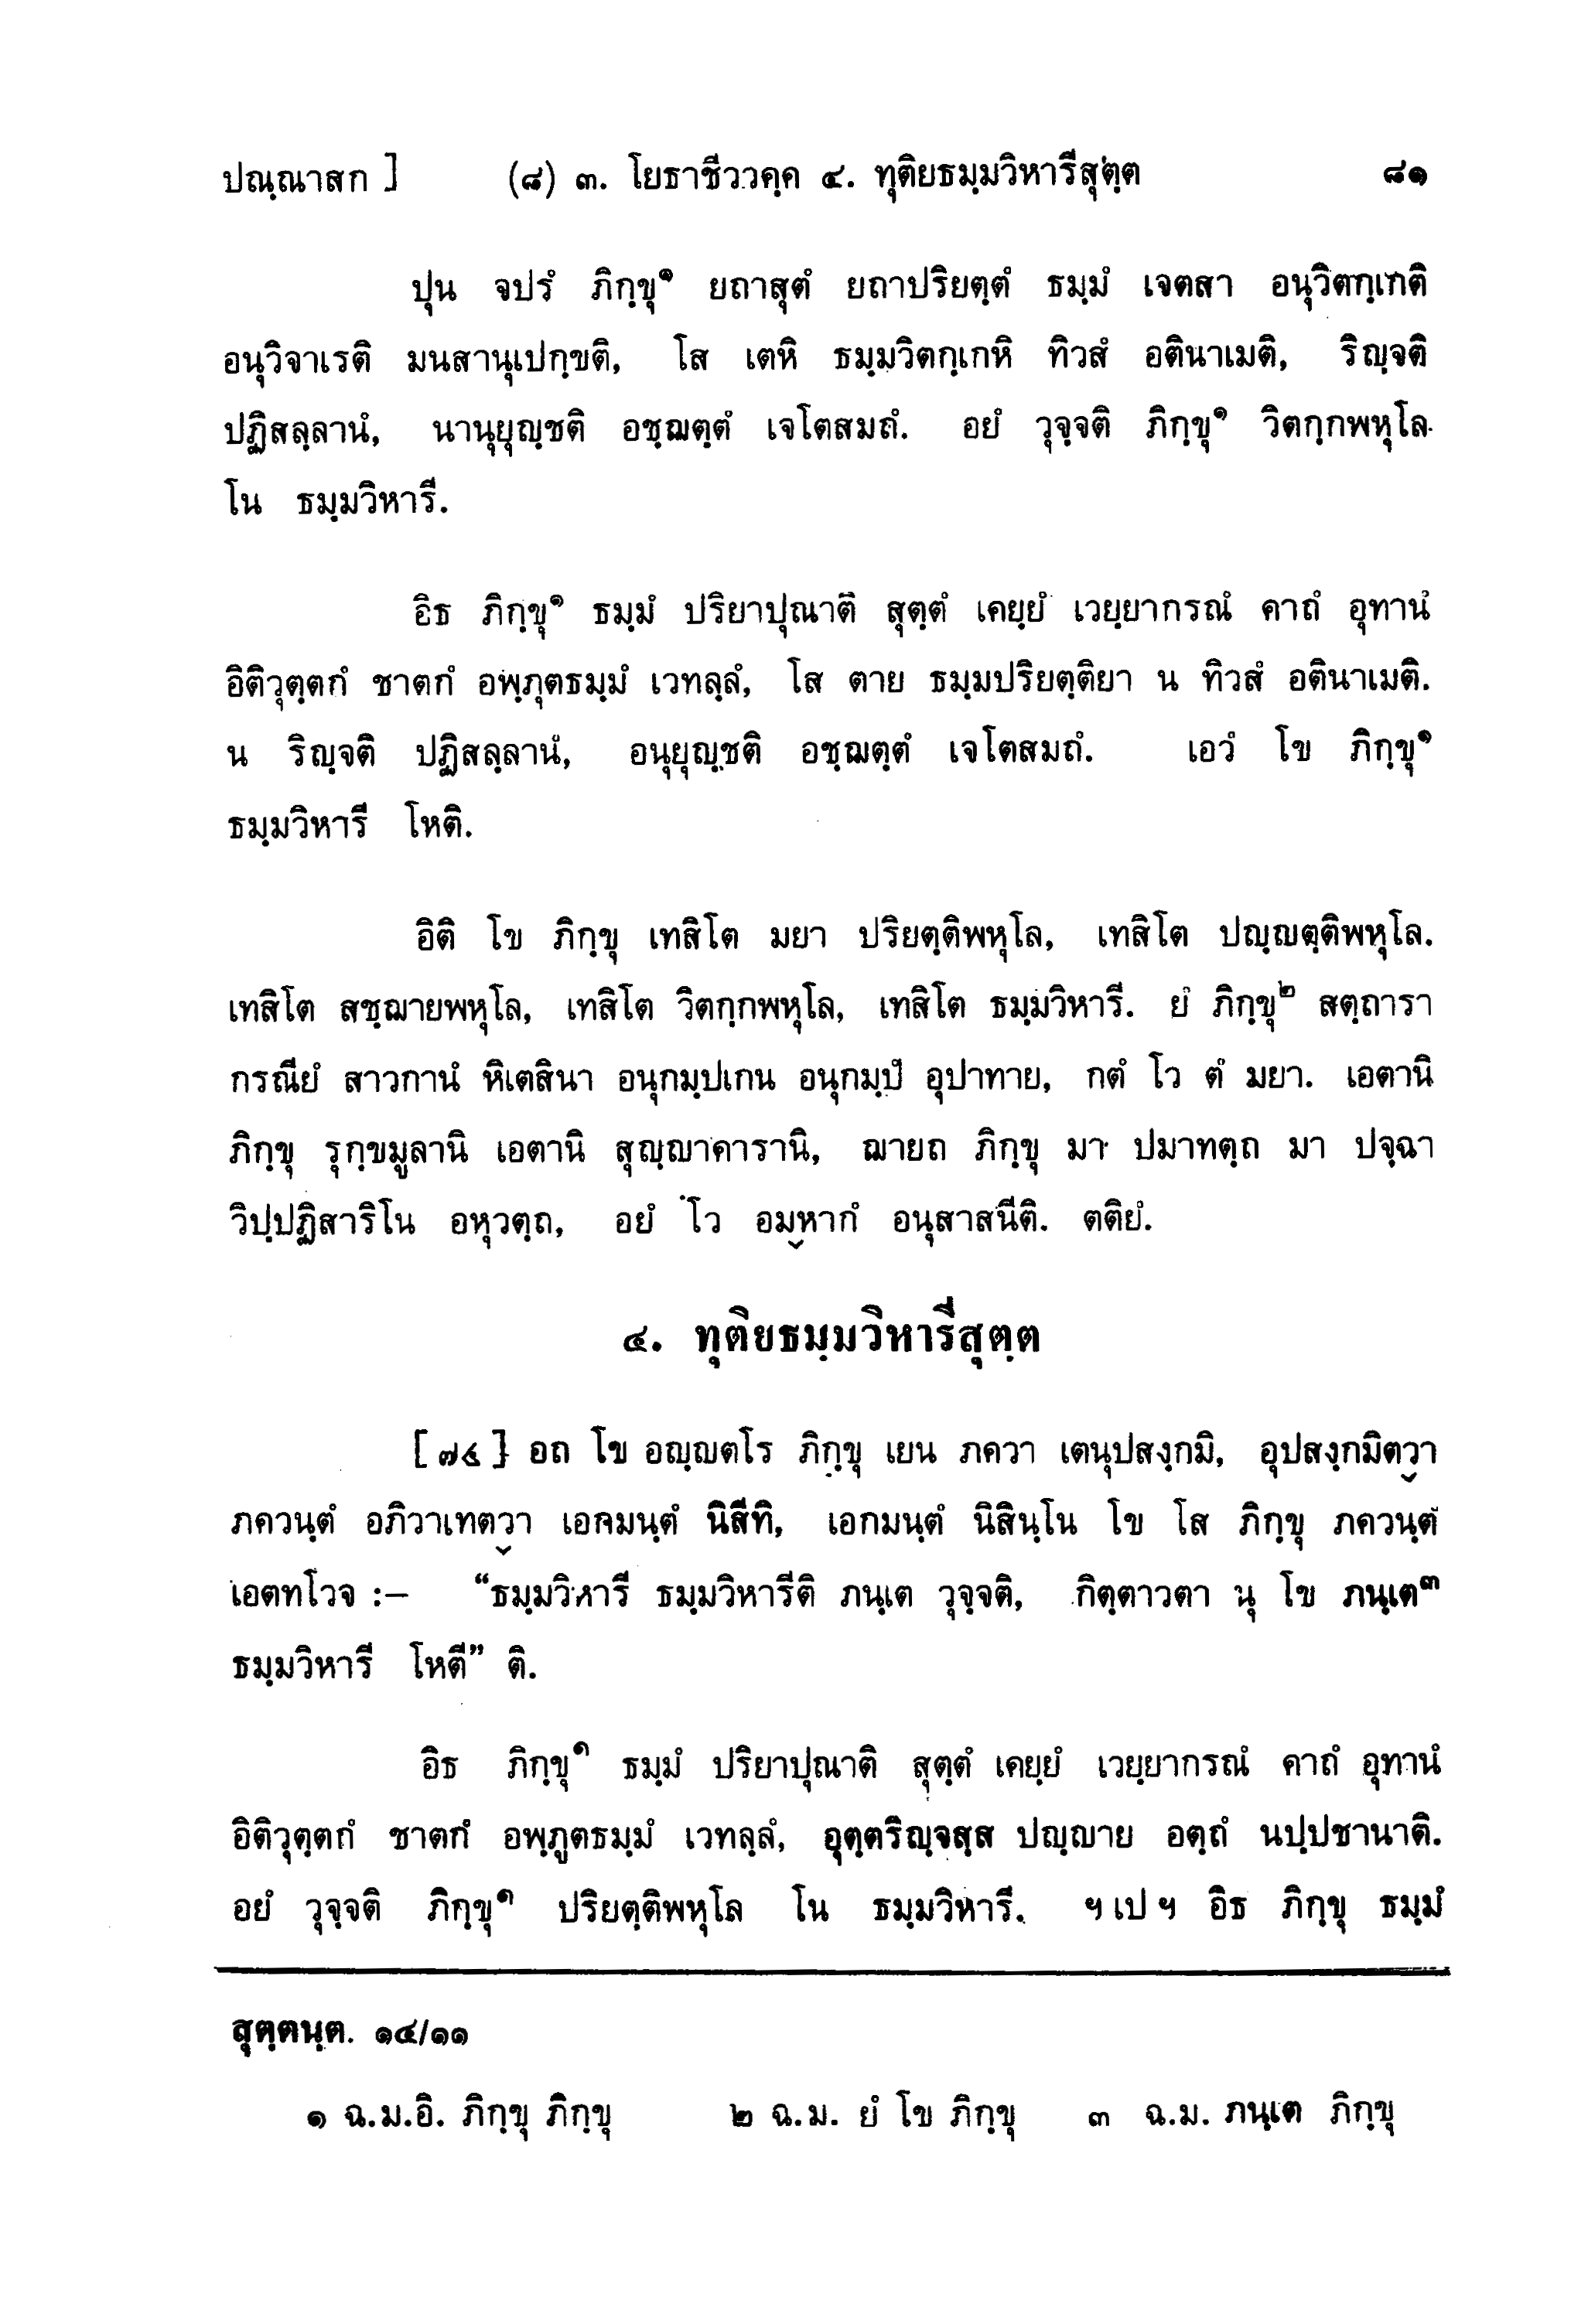 ปณฺณาสก ]	(๘) ๓. โยธาชีววคฺค ๔. ทุติยธมฺมวิหารีสุตฺต	๘๑
ปุน จปรํ ภิกฺขุ๑ ยถาสุตํ ยถาปริยตฺตํ ธมฺมํ เจตสา อนุวิตกฺเกติ
อนุวิจาเรติ มนสานุเปกฺขติ, โส เตหิ ธมฺมวิตกฺเกหิ ทิวสํ อตินาเมติ, ริญฺจติ
ปฏิสลฺลานํ, นานุยุญฺชติ อชฺฌตฺตํ เจโตสมถํ. อยํ วุจฺจติ ภิกฺขุ๑ วิตกฺกพหุโล
โน ธมฺมวิหารี.
อิธ ภิกฺขุ๑ ธมฺมํ ปริยาปุณาติ สุตฺตํ เคยฺยํ เวยฺยากรณํ คาถํ อุทานํ
อิติวุตฺตกํ ชาตกํ อพฺภุตธมฺมํ เวทลฺลํ, โส ตาย ธมฺมปริยตฺติยา น ทิวสํ อตินาเมติ.
น ริญฺจติ ปฏิสลฺลานํ, อนุยุญฺชติ อชฺฌตฺตํ เจโตสมถํ. เอวํ โข ภิกฺขุ๑
ธมฺมวิหารี โหติ.
อิติ โข ภิกฺขุ เทสิโต มยา ปริยตฺติพหุโล, เทสิโต ปญฺญตฺติพหุโล.
เทสิโต สชฺฌายพหุโล, เทสิโต วิตกฺกพหุโล, เทสิโต ธมฺมวิหารี. ยํ ภิกฺขุ๒ สตฺถารา
กรณียํ สาวกานํ หิเตสินา อนุกมฺปเกน อนุกมฺปํ อุปาทาย, กตํ โว ตํ มยา. เอตานิ
ภิกฺขุ รุกฺขมูลานิ เอตานิ สุญฺญาคารานิ, ฌายถ ภิกฺขุ มา ปมาทตฺถ มา ปจฺฉา
วิปฺปฏิสาริโน อหุวตฺถ, อยํ โว อมฺหากํ อนุสาสนีติ. ตติยํ.
๔. ทุติยธมฺมวิหารีสุตฺต
[ ๗๔ ] อถ โข อญฺญตโร ภิกฺขุ เยน ภควา เตนุปสงฺกมิ, อุปสงฺกมิตฺวา
ภควนฺตํ อภิวาเทตฺวา เอกมนฺตํ นิสีทิ, เอกมนฺตํ นิสินฺโน โข โส ภิกฺขุ ภควนฺตํ
เอตทโวจ :– “ธมฺมวิหารี ธมฺมวิหารีติ ภนฺเต วุจฺจติ, กิตฺตาวตา นุ โข ภนฺเต๓
ธมฺมวิหารี โหตี” ติ.
อิธ ภิกฺขุ๑ ธมฺมํ ปริยาปุณาติ สุตฺตํ เคยฺยํ เวยฺยากรณํ คาถํ อุทานํ
อิติวุตฺตกํ ชาตกํ อพฺภูตธมฺมํ เวทลฺลํ, อุตฺตริญฺจสฺส ปญฺญาย อตฺถํ นปฺปชานาติ.
อยํ วุจฺจติ ภิกฺขุ๑ ปริยตฺติพหุโล โน ธมฺมวิหารี. ฯ เป ฯ อิธ ภิกฺขุ ธมฺมํ
สุตฺตนฺต. ๑๔/๑๑
๑ ฉ.ม.อิ. ภิกฺขุ ภิกฺขุ	๒ ฉ.ม. ยํ โข ภิกฺขุ	๓ ฉ.ม. ภนฺเต ภิกฺขุ